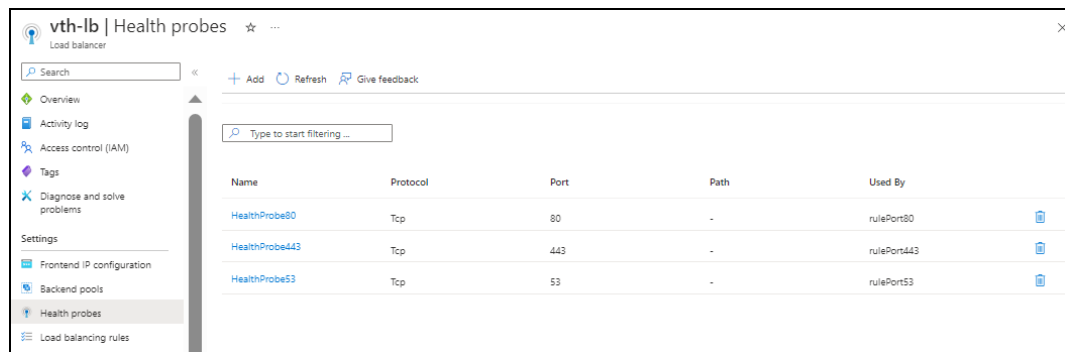 vth-lb | Health probes ☆ ...
Load balancer
Search
«
+ Add Refresh Give feedback
Overview
Activity log
Access control (IAM)
Tags
Diagnose and solve
problems
Settings
Frontend IP configuration
Backend pools
Health probes
Load balancing rules
Type to start filtering ...
Name Protocol Port Path Used By
HealthProbe80 Tcp 80 - rulePort80
HealthProbe443 Tcp 443 - rulePort443
HealthProbe53 Tcp 53 - rulePort53